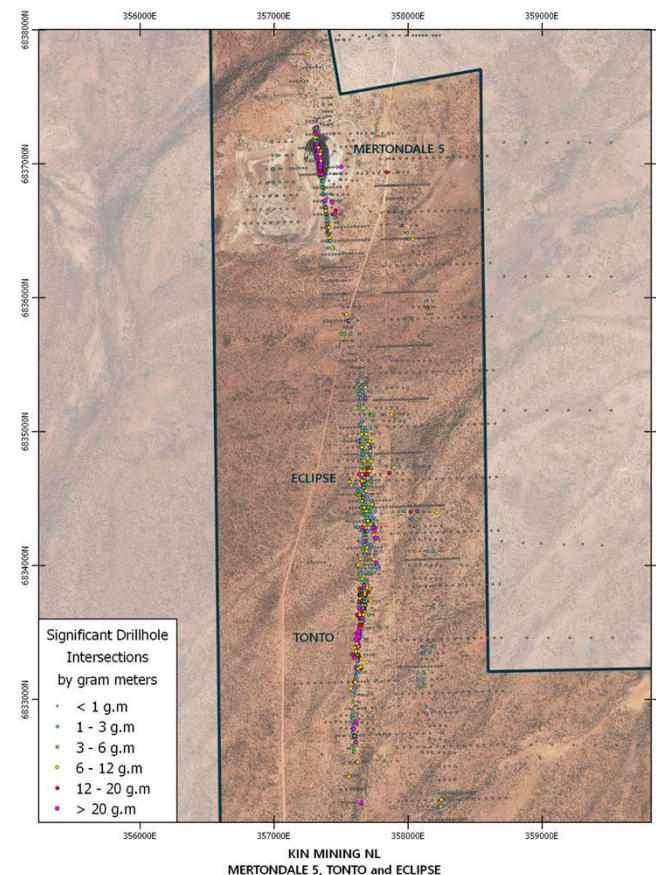 356000E 357000E 358000E 359000E
6838000N
6837000N
6836000N
6835000N
6834000N
6833000N
MERTONDALE 5
ECLIPSE
TONTO
Significant Drillhole
Intersections
by gram meters
< 1 g.m
1 - 3 g.m
3 - 6 g.m
6 - 12 g.m
12 - 20 g.m
> 20 g.m
356000E 357000E 358000E 359000E
KIN MINING NL
MERTONDALE 5, TONTO and ECLIPSE